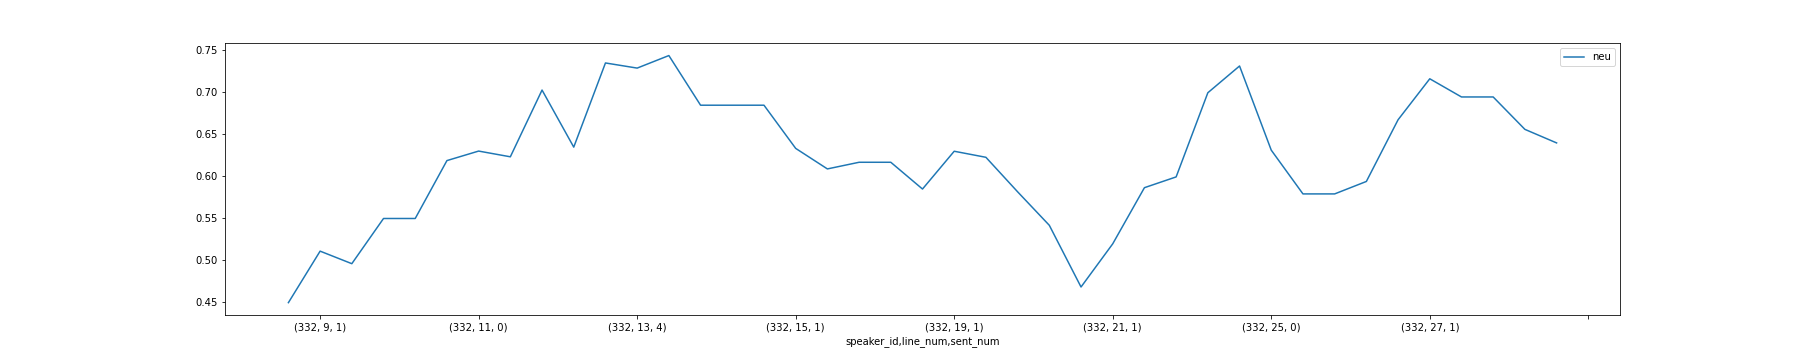 0.75
neu
0.70
0.65
0.60
0.55
0.50
0.45
(332, 9, 1) (332, 11, 0) (332, 13, 4) (332, 15, 1) (332, 19, 1) (332, 21, 1) (332, 25, 0) (332, 27, 1)
speaker_id,line_num,sent_num